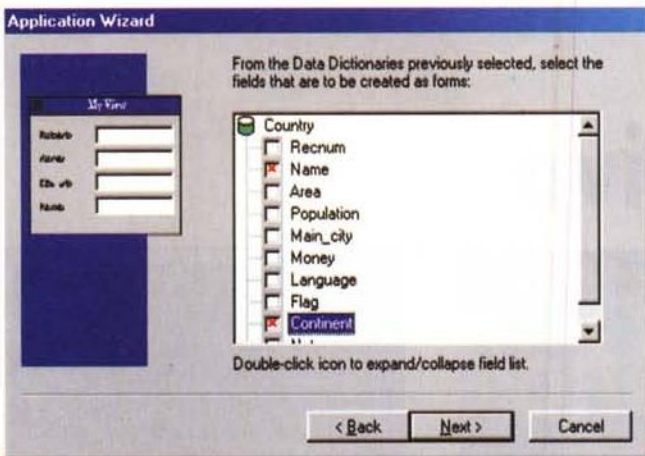 Application Wizard
From the Data Dictionaries previously selected, select the
fields that are to be created as forms:
My View
Country
Recnum
Name
Area
Population
Main_city
Money
Language
Flag
Continent
Double-click icon to expand/collapse field list.
< Back
Next >
Cancel